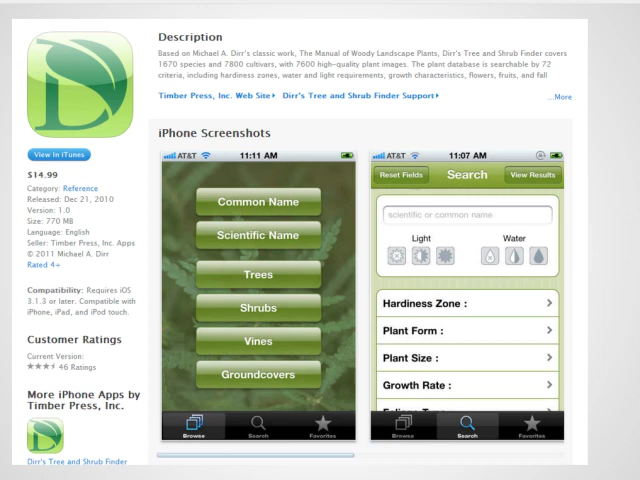 Description
Based on Michael A. Dirr's classic work, The Manual of Woody Landscape Plants, Dirr's Tree and Shrub Finder covers
1670 species and 7800 cultivars, with 7600 high-quality plant images. The plant database is searchable by 72
criteria, including hardiness zones, water and light requirements, growth characteristics, flowers, fruits, and fall
Timber Press, Inc. Web Site Dirr's Tree and Shrub Finder Support
...More
View In iTunes
$14.99
Category: Reference
Released: Dec 21, 2010
Version: 1.0
Size: 770 MB
Language: English
Seller: Timber Press, Inc. Apps
© 2011 Michael A. Dirr
Rated 4+
Compatibility: Requires iOS
3.1.3 or later. Compatible with
iPhone, iPad, and iPod touch.
Customer Ratings
Current Version:
46 Ratings
More iPhone Apps by
Timber Press, Inc.
Dirr's Tree and Shrub Finder
iPhone Screenshots
AT&T 11:11 AM
Common Name
Scientific Name
Trees
Shrubs
Vines
Groundcovers
Browse Search Favorites
AT&T 11:07 AM
Reset Fields Search View Results
scientific or common name
Light Water
Hardiness Zone :
Plant Form :
Plant Size :
Growth Rate :
Browse Search Favorites